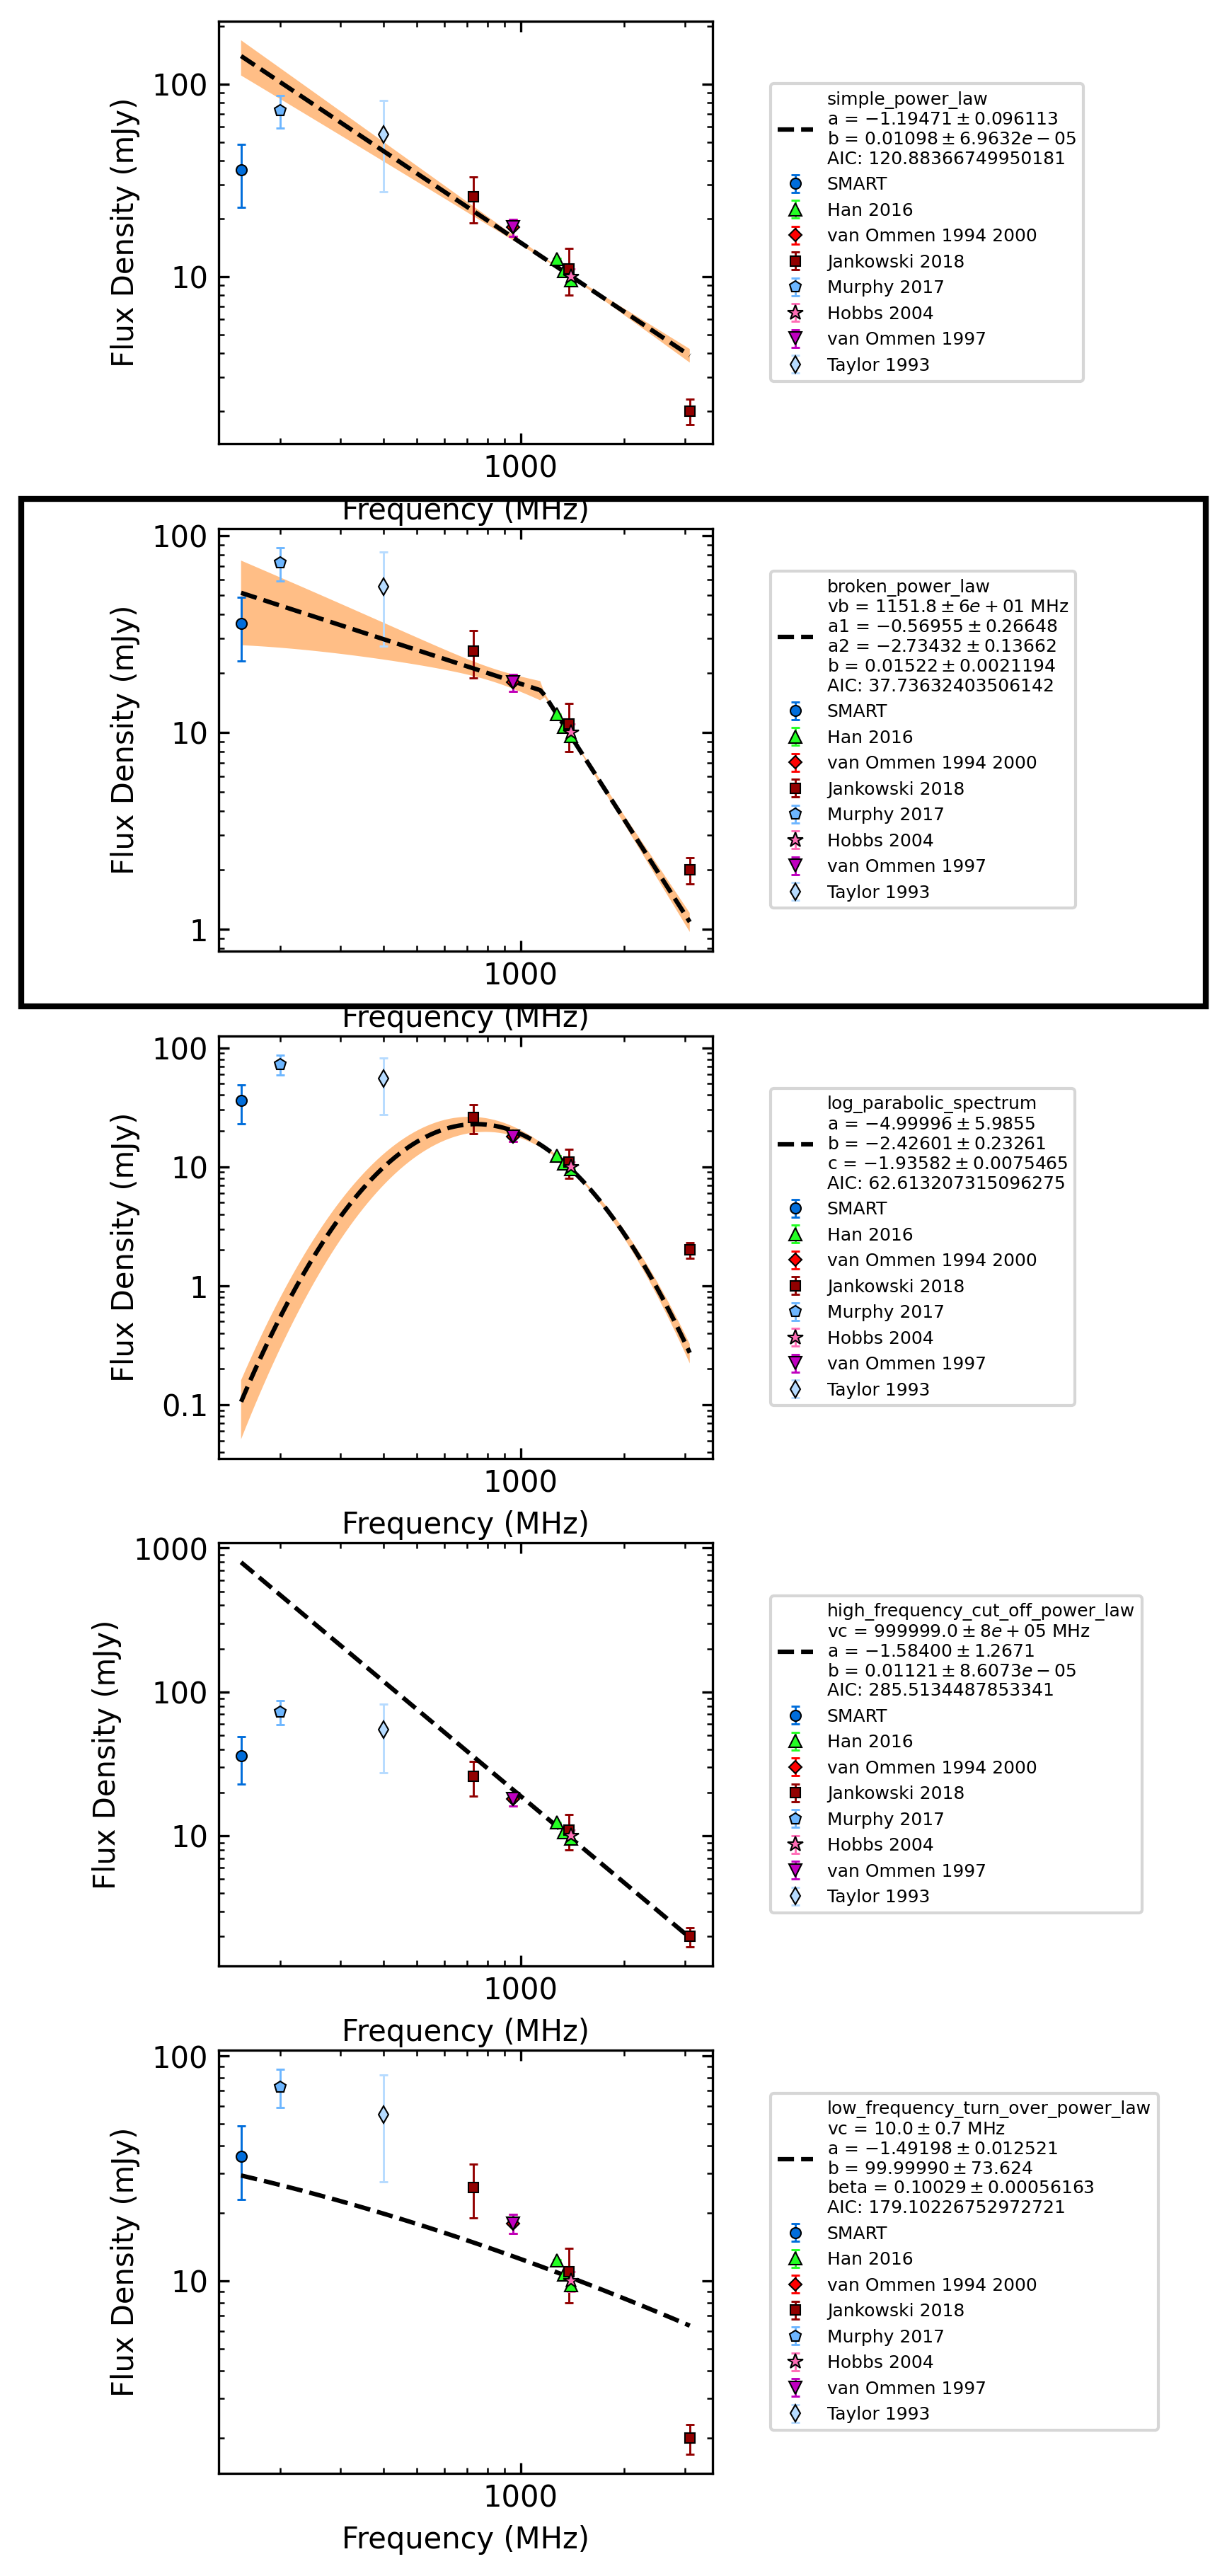 100
10
Flux Density (mJy)
1000
Frequency (MHz)
simple_power_law
a = −1.19471 ± 0.096113
b = 0.01098 ± 6.9632e − 05
AIC: 120.88366749950181
SMART
Han 2016
van Ommen 1994 2000
Jankowski 2018
Murphy 2017
Hobbs 2004
van Ommen 1997
Taylor 1993
100
10
1
Flux Density (mJy)
1000
Frequency (MHz)
broken_power_law
vb = 1151.8 ± 6e + 01 MHz
a1 = −0.56955 ± 0.26648
a2 = −2.73432 ± 0.13662
b = 0.01522 ± 0.0021194
AIC: 37.73632403506142
SMART
Han 2016
van Ommen 1994 2000
Jankowski 2018
Murphy 2017
Hobbs 2004
van Ommen 1997
Taylor 1993
100
10
1
0.1
Flux Density (mJy)
1000
Frequency (MHz)
log_parabolic_spectrum
a = −4.99996 ± 5.9855
b = −2.42601 ± 0.23261
c = −1.93582 ± 0.0075465
AIC: 62.613207315096275
SMART
Han 2016
van Ommen 1994 2000
Jankowski 2018
Murphy 2017
Hobbs 2004
van Ommen 1997
Taylor 1993
1000
100
10
Flux Density (mJy)
1000
Frequency (MHz)
high_frequency_cut_off_power_law
vc = 999999.0 ± 8e + 05 MHz
a = −1.58400 ± 1.2671
b = 0.01121 ± 8.6073e − 05
AIC: 285.5134487853341
SMART
Han 2016
van Ommen 1994 2000
Jankowski 2018
Murphy 2017
Hobbs 2004
van Ommen 1997
Taylor 1993
100
10
Flux Density (mJy)
1000
Frequency (MHz)
low_frequency_turn_over_power_law
vc = 10.0 ± 0.7 MHz
a = −1.49198 ± 0.012521
b = 99.99990 ± 73.624
beta = 0.10029 ± 0.00056163
AIC: 179.10226752972721
SMART
Han 2016
van Ommen 1994 2000
Jankowski 2018
Murphy 2017
Hobbs 2004
van Ommen 1997
Taylor 1993